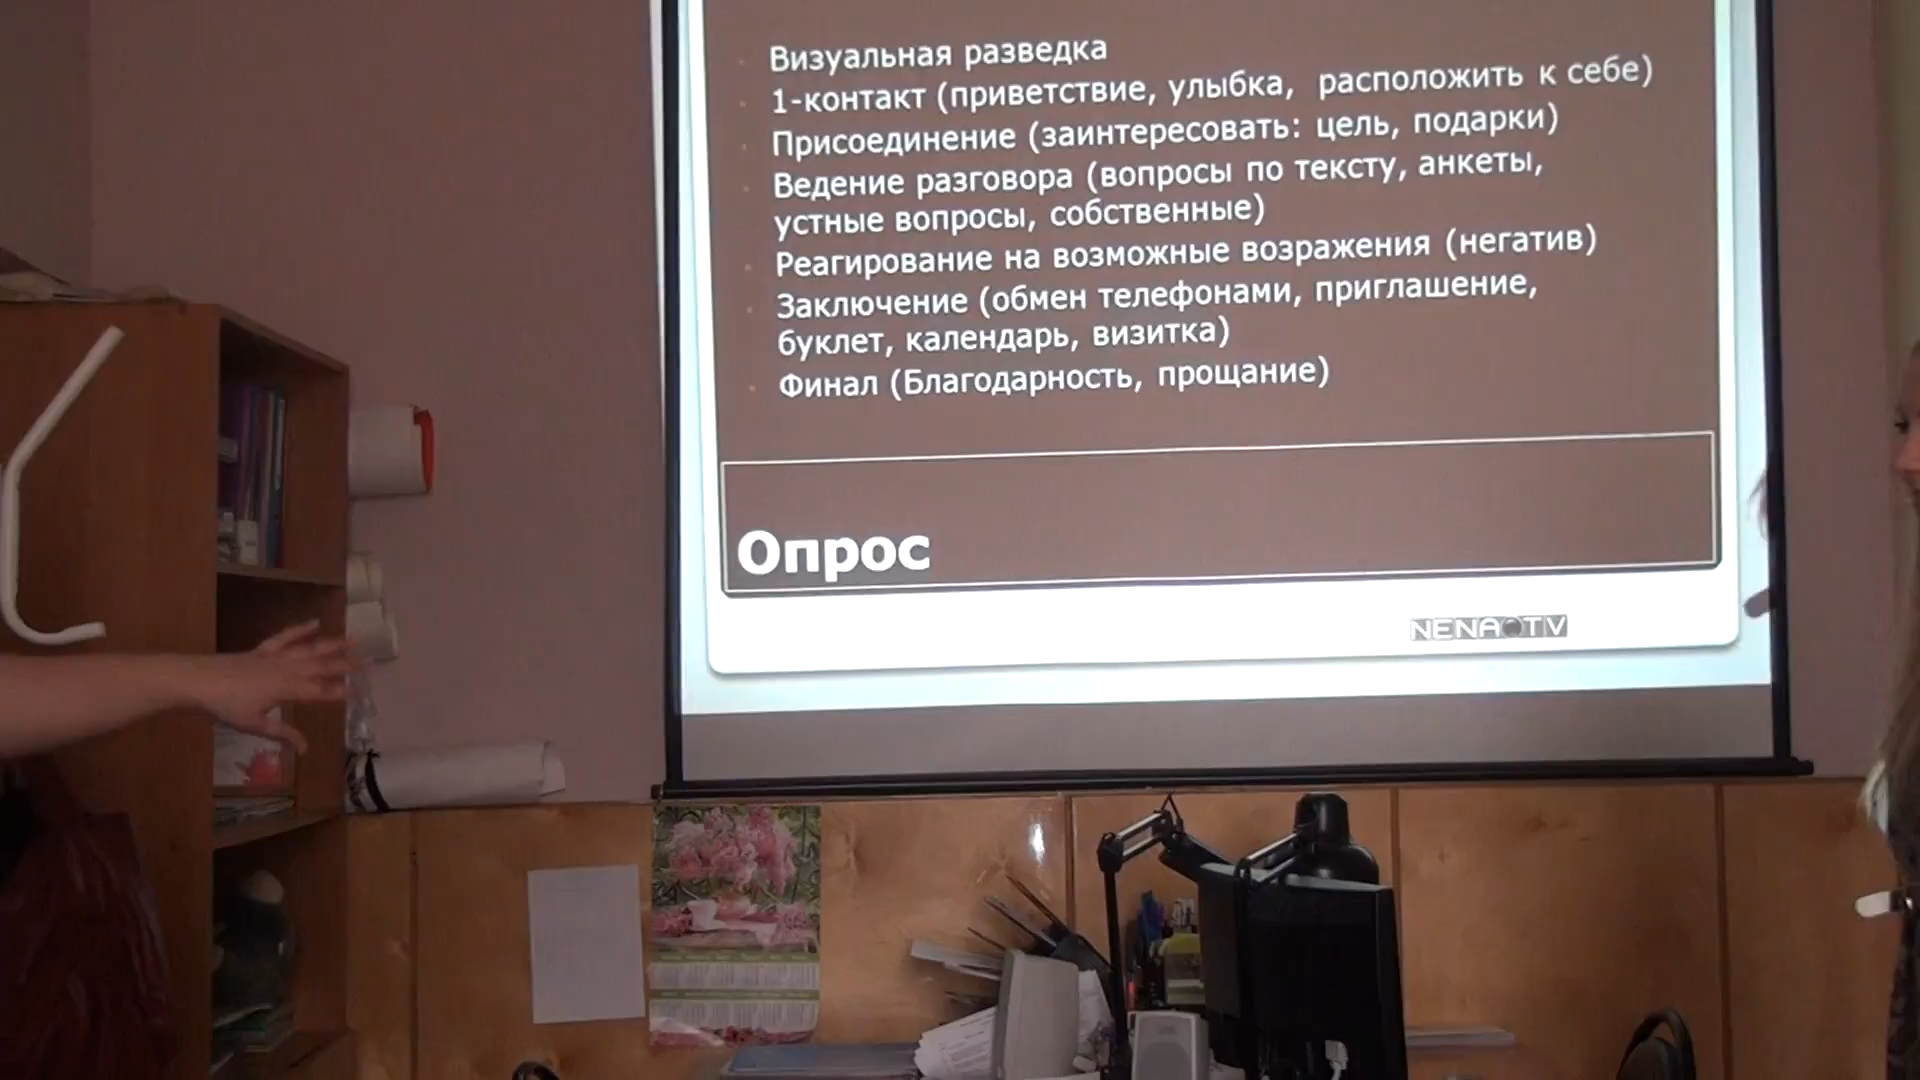 Визуальная разведка
1-контакт (приветствие, улыбка, расположить к себе)
Присоединение (заинтересовать: цель, подарки)
Ведение разговора (вопросы по тексту, анкеты,
устные вопросы, собственные)
Реагирование на возможные возражения (негатив)
Заключение (обмен телефонами, приглашение,
буклет, календарь, визитка)
Финал (Благодарность, прощание)
Опрос
NENA TV